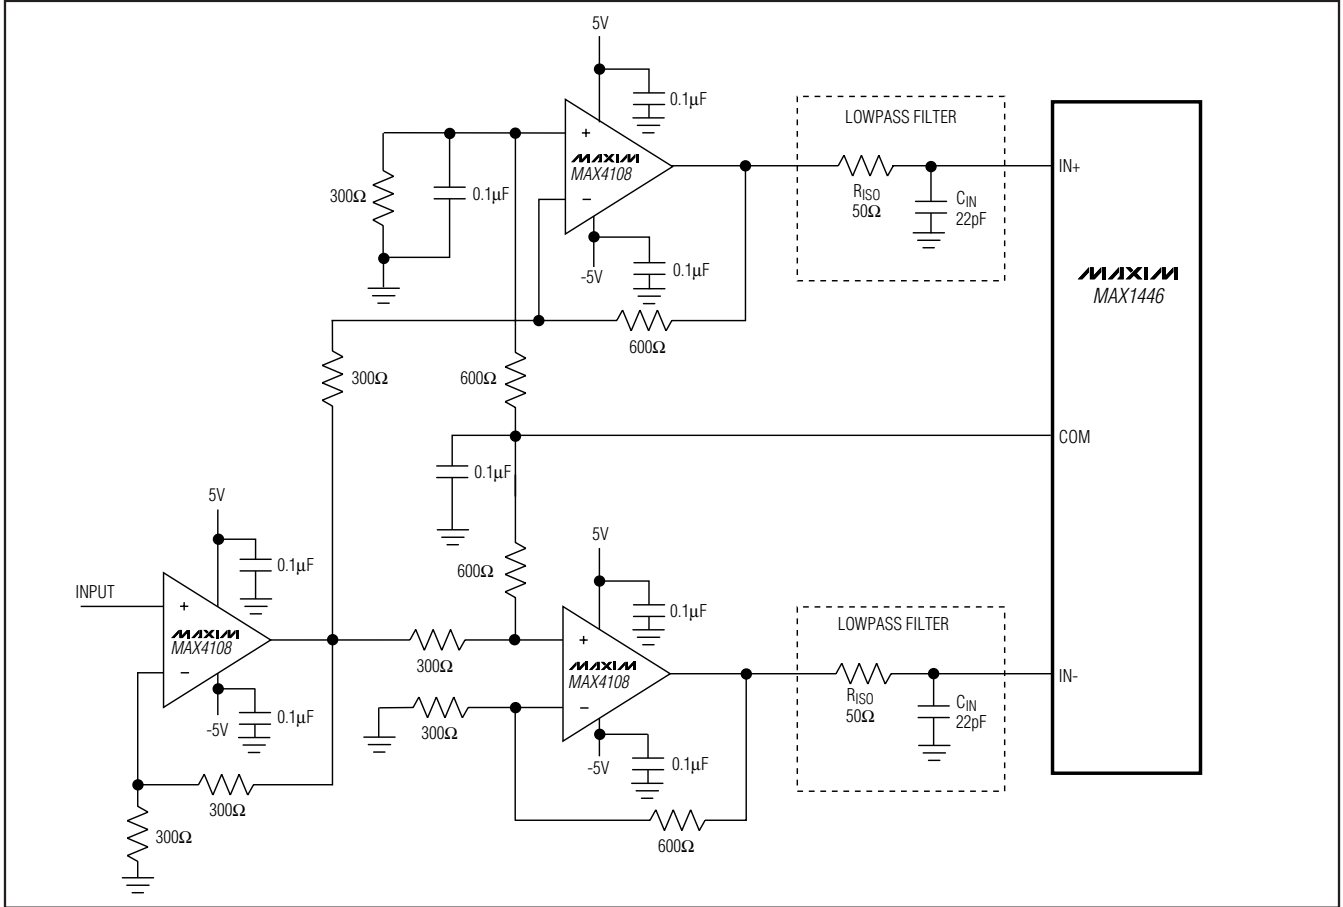 5V
0.1µF
LOWPASS FILTER
+
MAXIM
MAX4108
−
300Ω
0.1µF
RISO
50Ω
CIN
22pF
IN+
-5V
0.1µF
MAXIM
MAX1446
600Ω
300Ω
600Ω
COM
0.1µF
5V
0.1µF
5V
600Ω
INPUT
+
MAXIM
MAX4108
−
0.1µF
LOWPASS FILTER
300Ω
+
MAXIM
MAX4108
−
IN-
RISO
50Ω
CIN
22pF
-5V
0.1µF
300Ω
-5V
0.1µF
300Ω
300Ω
600Ω